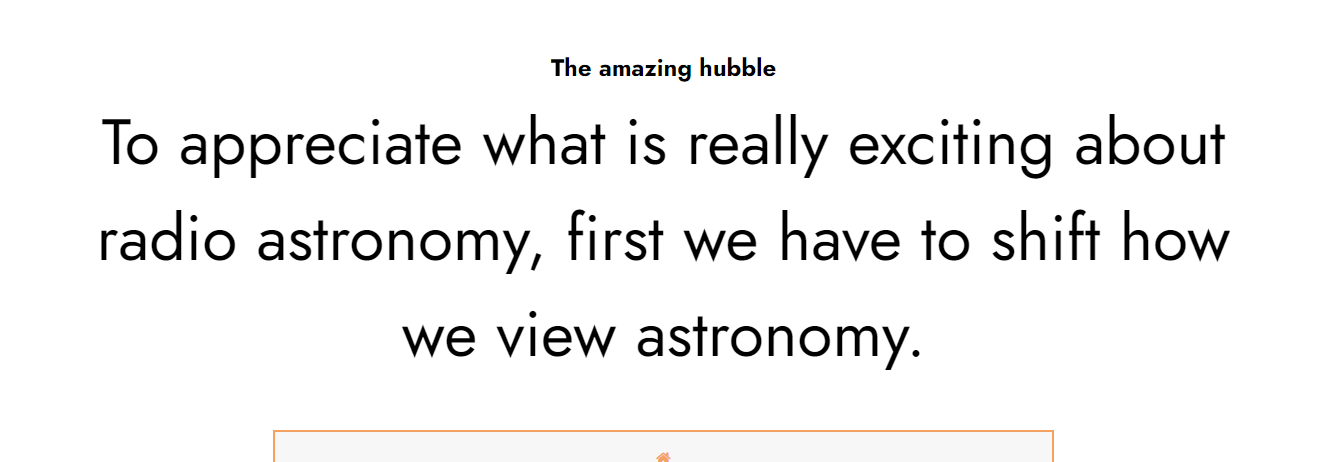 The amazing hubble
To appreciate what is really exciting about
radio astronomy, first we have to shift how
we view astronomy.